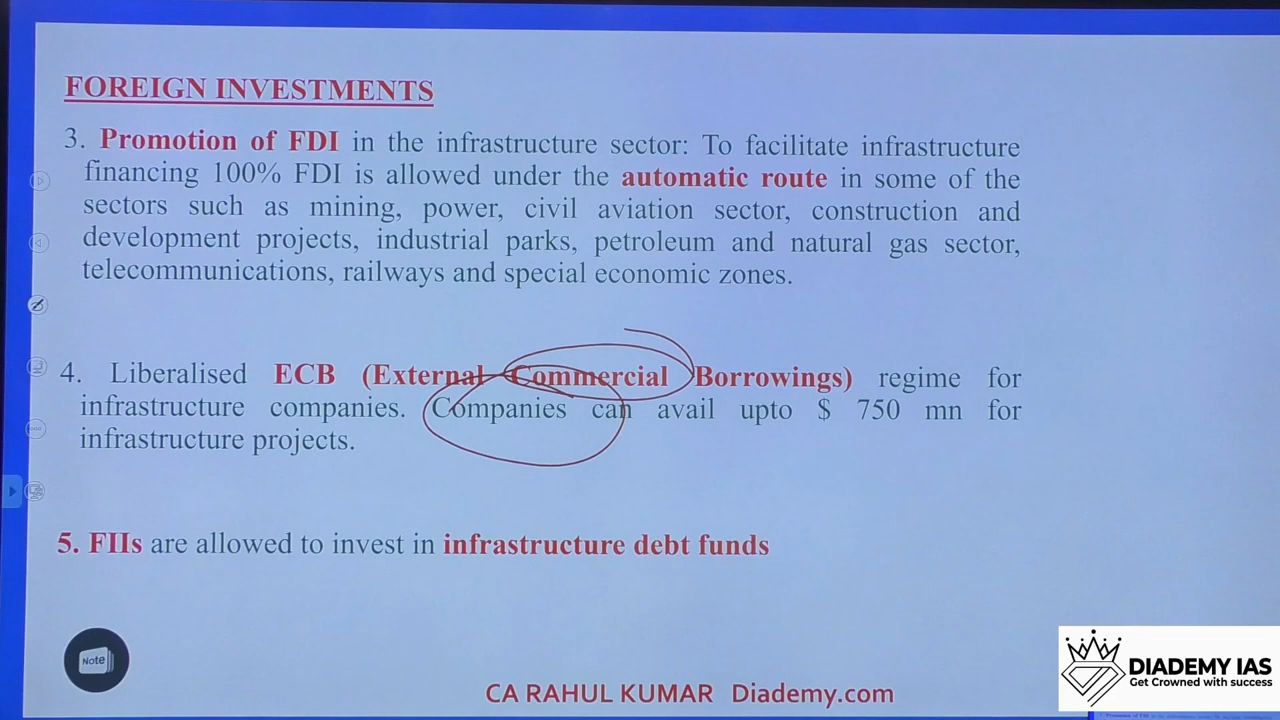 FOREIGN INVESTMENTS
3. Promotion of FDI in the infrastructure sector: To facilitate infrastructure
financing 100% FDI is allowed under the automatic route in some of the
sectors such as mining, power, civil aviation sector, construction and
development projects, industrial parks, petroleum and natural gas sector,
telecommunications, railways and special economic zones.
4. Liberalised ECB (External Commercial Borrowings) regime for
infrastructure companies. Companies can avail upto $ 750 mn for
infrastructure projects.
5. FIIs are allowed to invest in infrastructure debt funds
Note
CA RAHUL KUMAR Diademy.com
DIADEMY IAS
Get Crowned with success